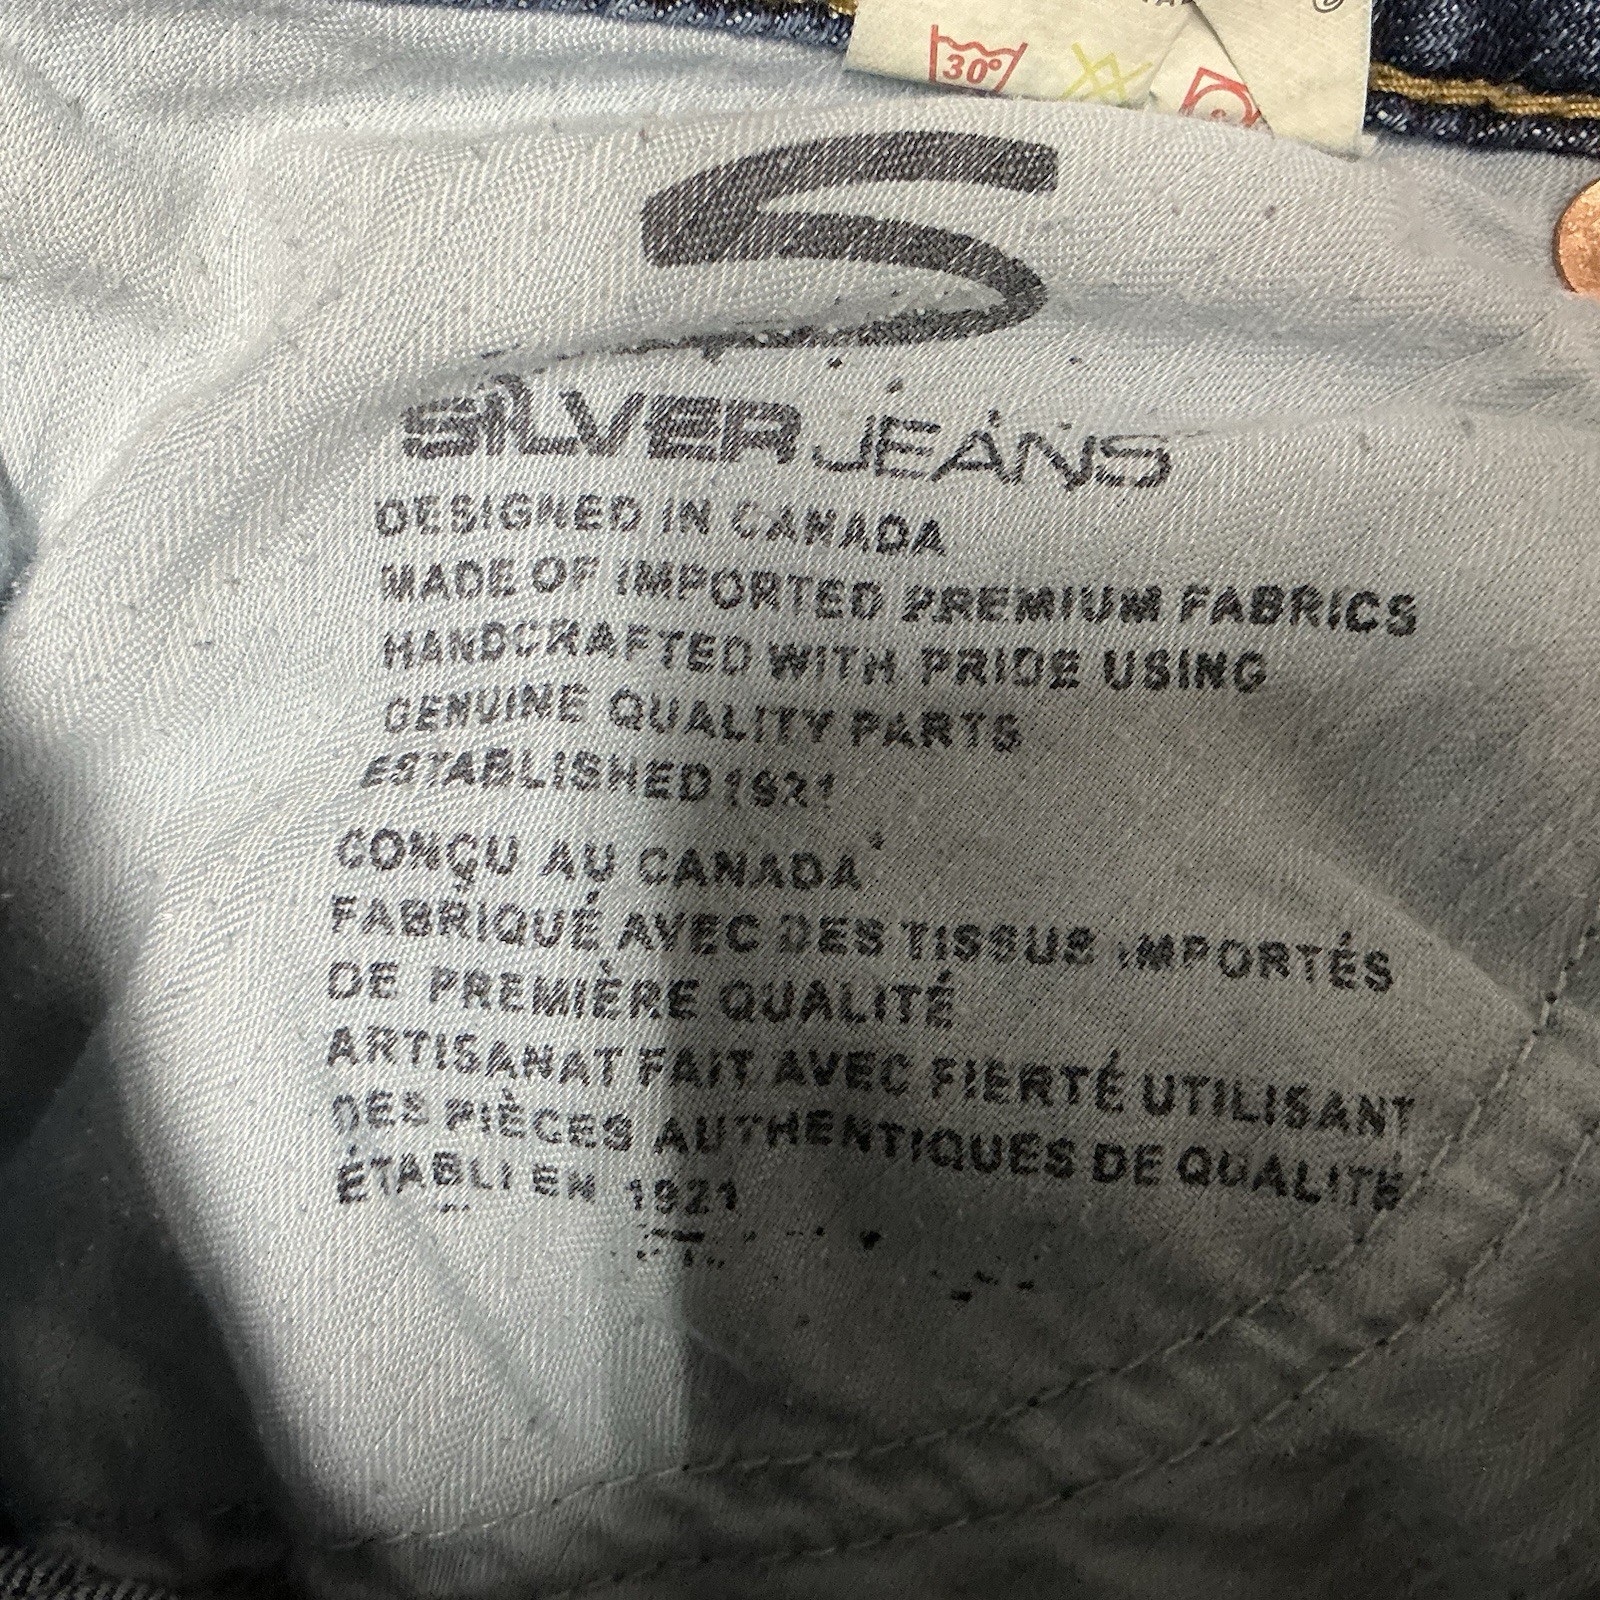 30°
S
SILVER JEANS
DESIGNED IN CANADA
MADE OF IMPORTED PREMIUM FABRICS
HANDCRAFTED WITH PRIDE USING
GENUINE QUALITY PARTS
ESTABLISHED 1921
CONÇU AU CANADA
FABRIQUÉ AVEC DES TISSUS IMPORTÉS
DE PREMIÈRE QUALITÉ
ARTISANAT FAIT AVEC FIERTÉ UTILISANT
DES PIÈCES AUTHENTIQUES DE QUALITÉ
ÉTABLI EN 1921